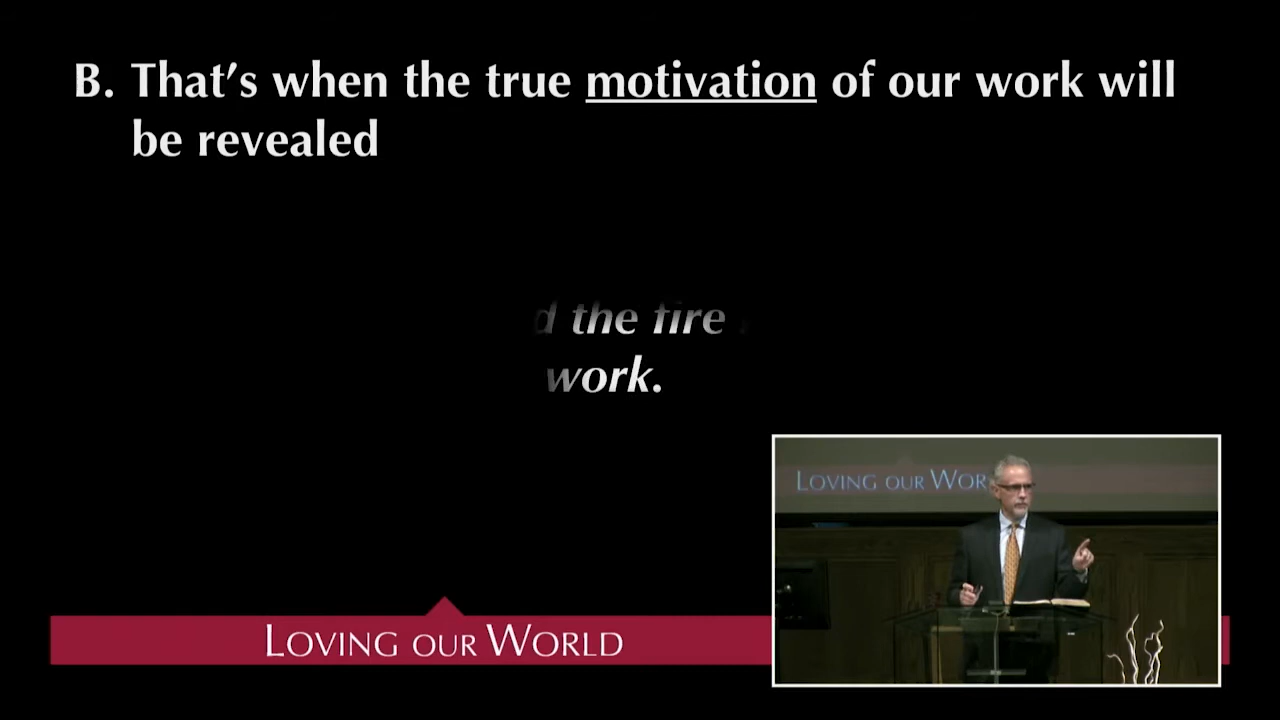 B. That's when the true motivation of our work will
be revealed
the fire
work.
LOVING OUR WORLD
LOVING OUR WOR